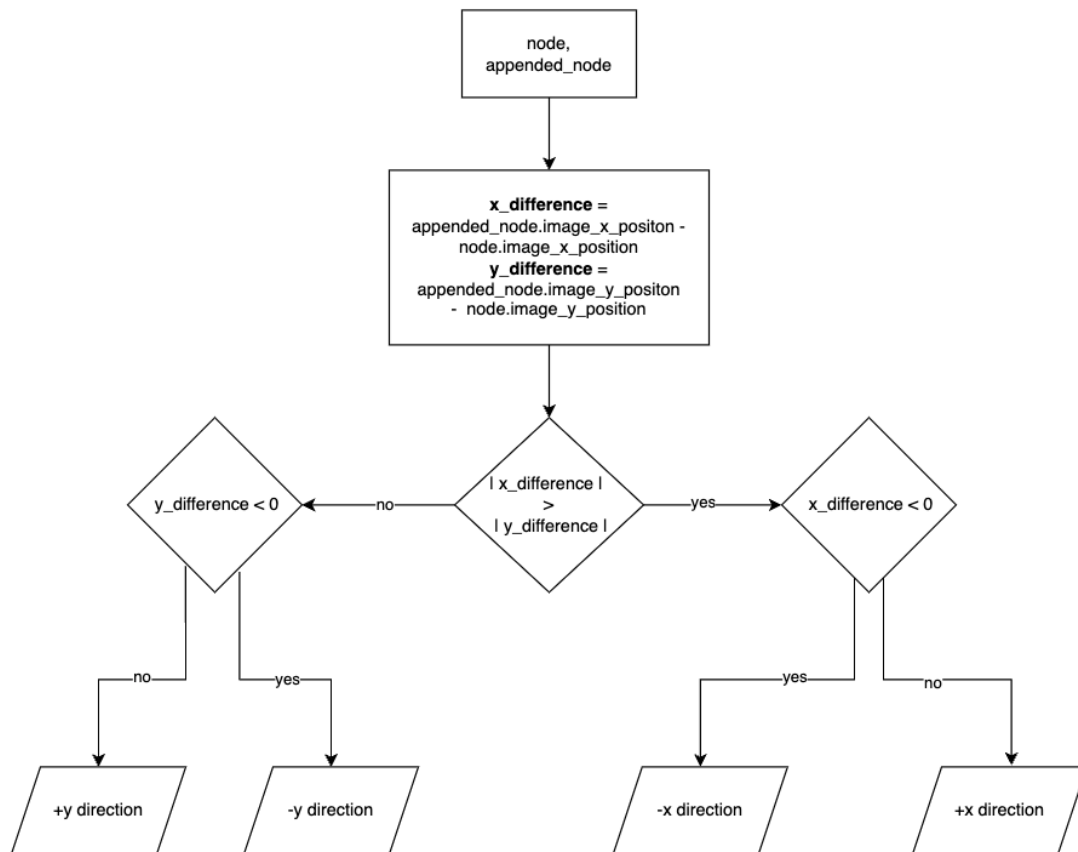 node,
appended_node
x_difference =
appended_node.image_x_positon -
node.image_x_position
y_difference =
appended_node.image_y_positon
- node.image_y_position
y_difference < 0
no
| x_difference |
>
| y_difference |
yes
x_difference < 0
no
yes
yes
no
+y direction
-y direction
-x direction
+x direction